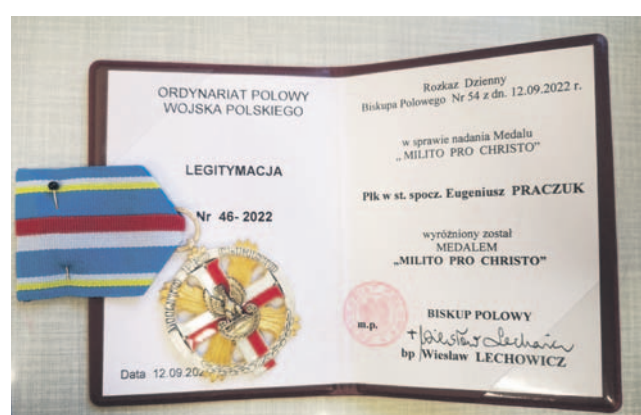 ORDYNARIAT POLOWY
WOJSKA POLSKIEGO
LEGITYMACJA
Nr 46- 2022
Data 12.09.20
Rozkaz Dzienny
Biskupa Polowego Nr 54 z dn. 12.09.2022 r.
w sprawie nadania Medalu
„ MILITO PRO CHRISTO”
Płk w st. spocz. Eugeniusz PRACZUK
wyróżniony został
MEDALEM
„MILITO PRO CHRISTO”
m.p.
BISKUP POLOWY
bp Wiesław LECHOWICZ